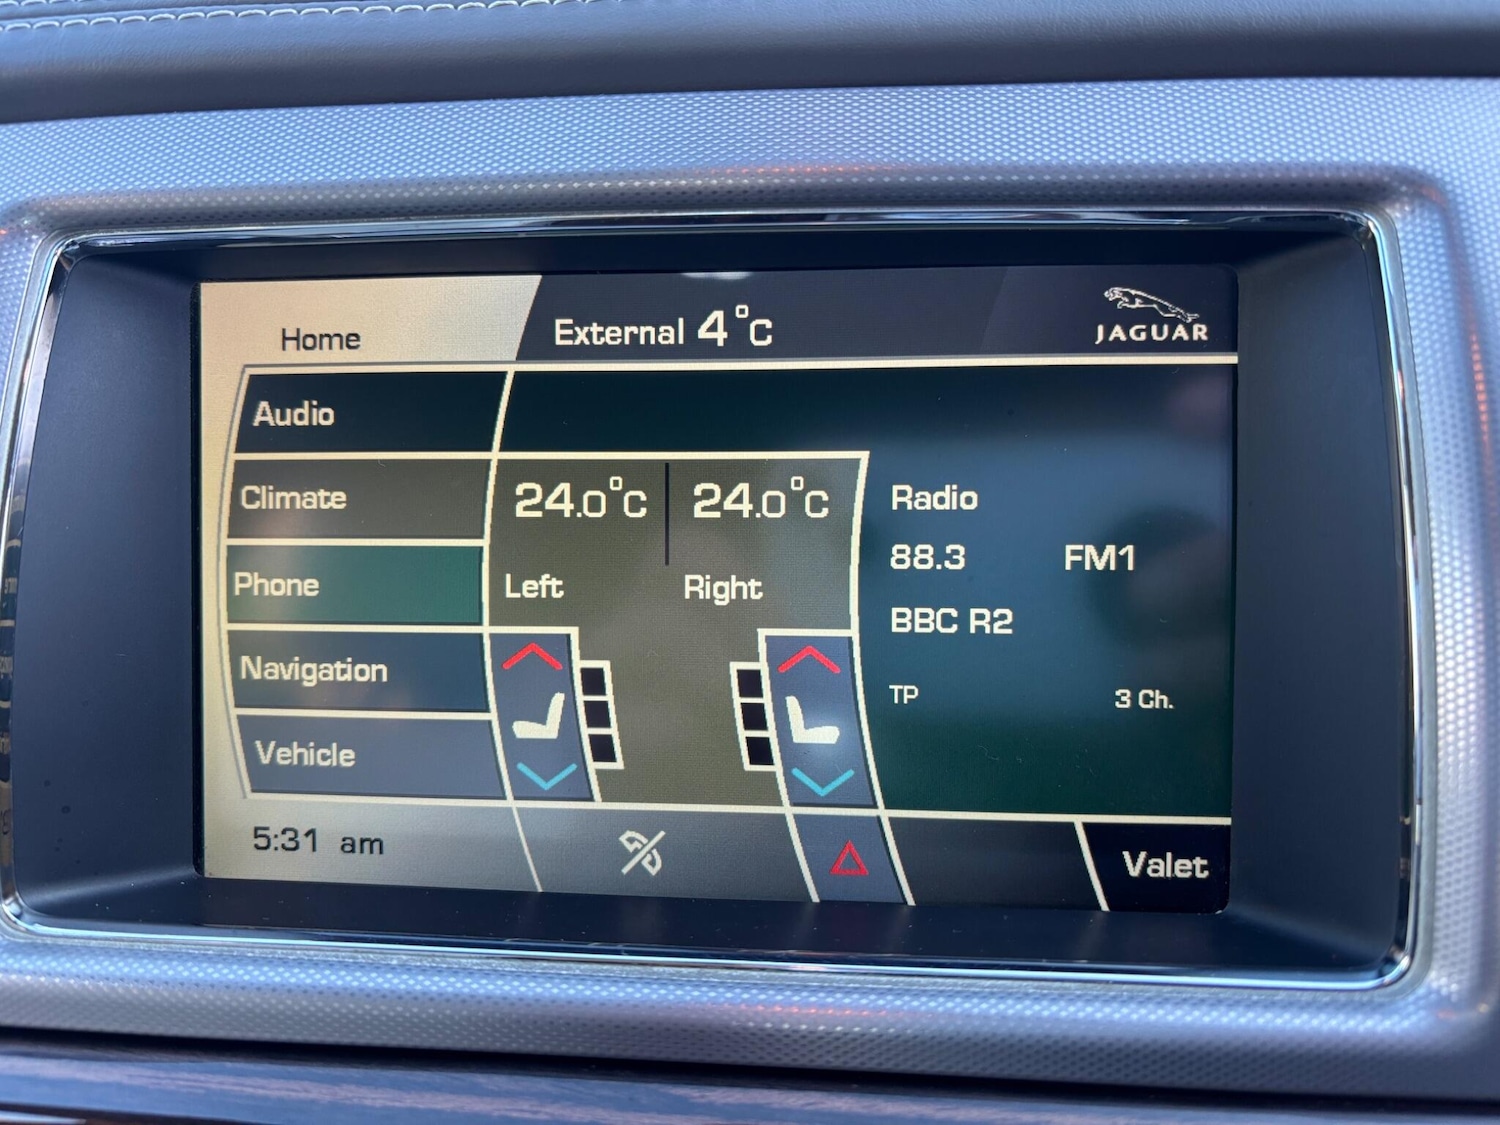 Home
External 4°C
JAGUAR
Audio
Climate
Phone
Navigation
Vehicle
24.0°C
24.0°C
Left
Right
Radio
88.3 FM1
BBC R2
TP 3 Ch.
5:31 am
Valet